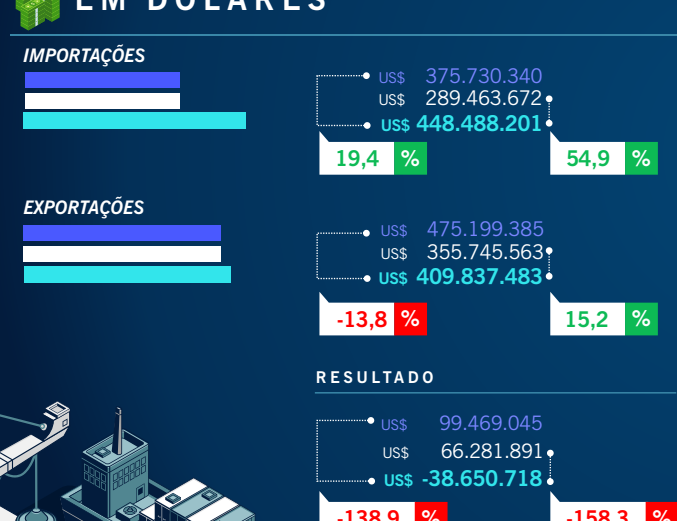 EM DÓLARES
IMPORTAÇÕES
US$ 375.730.340
US$ 289.463.672
US$ 448.488.201
19,4 %
54,9 %
EXPORTAÇÕES
US$ 475.199.385
US$ 355.745.563
US$ 409.837.483
-13,8 %
15,2 %
RESULTADO
US$ 99.469.045
US$ 66.281.891
US$ -38.650.718
-138,9 %
-158,3 %